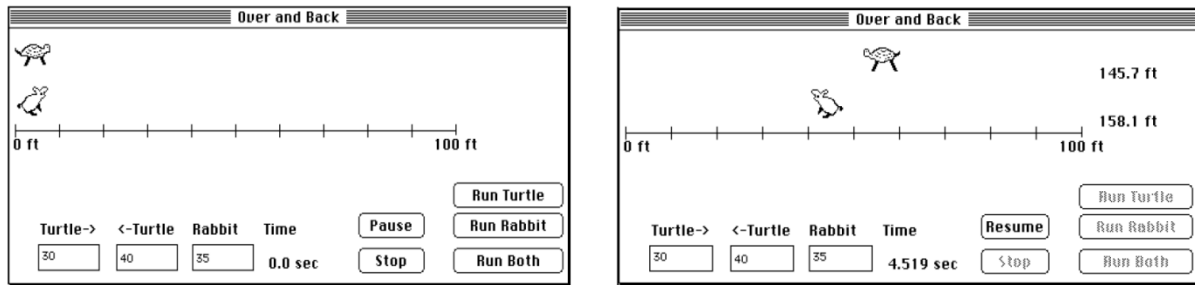 Over and Back
0 ft 100 ft
Run Turtle
Turtle-> <-Turtle Rabbit Time Pause Run Rabbit
30 40 35 0.0 sec Stop Run Both
Over and Back
145.7 ft
158.1 ft
0 ft 100 ft
Run Turtle
Turtle-> <-Turtle Rabbit Time Resume Run Rabbit
30 40 35 4.519 sec Stop Run Both